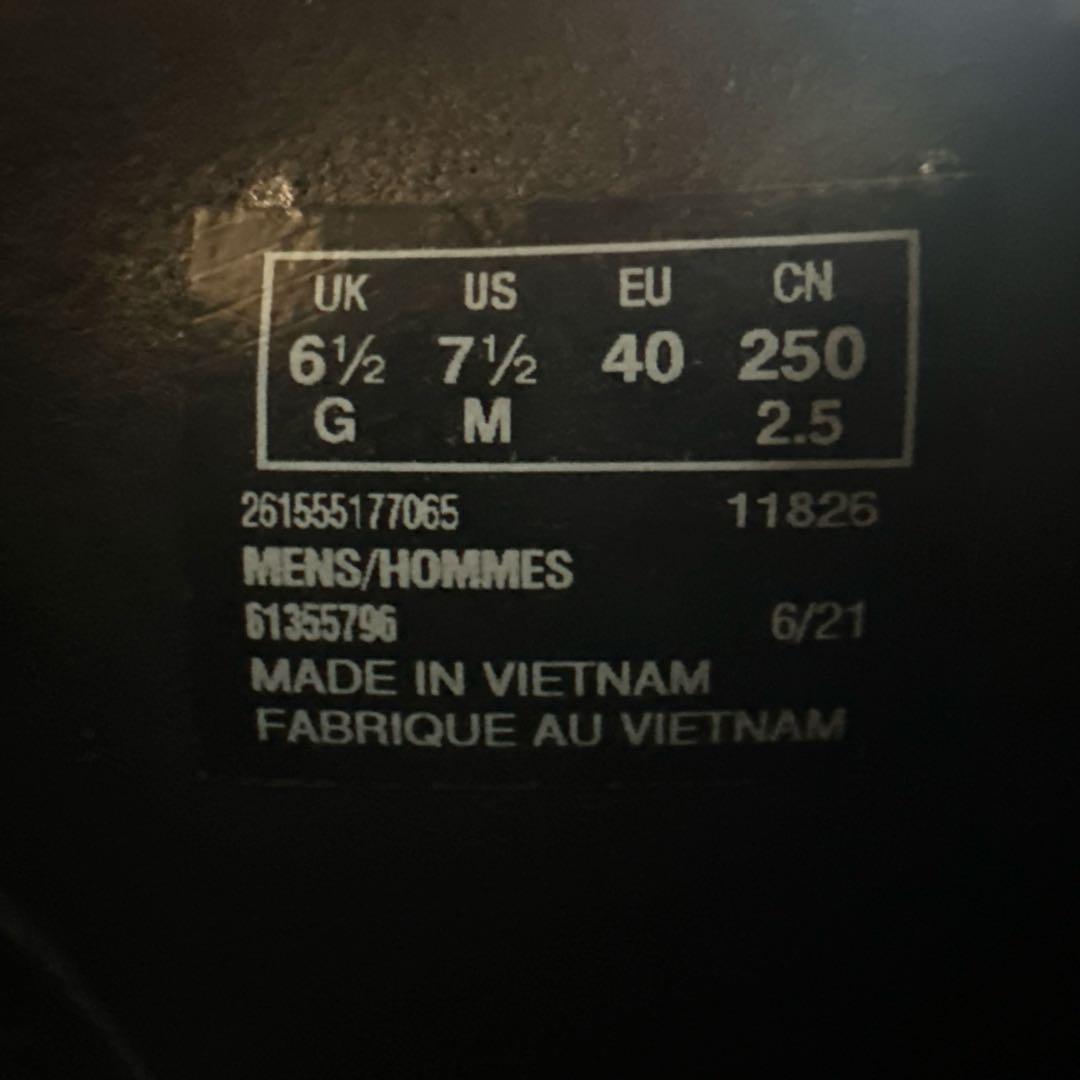 UK US EU CN
6½ 7½ 40 250
G M 2.5
261555177065 11826
MENS/HOMMES
61355796 6/21
MADE IN VIETNAM
FABRIQUE AU VIETNAM